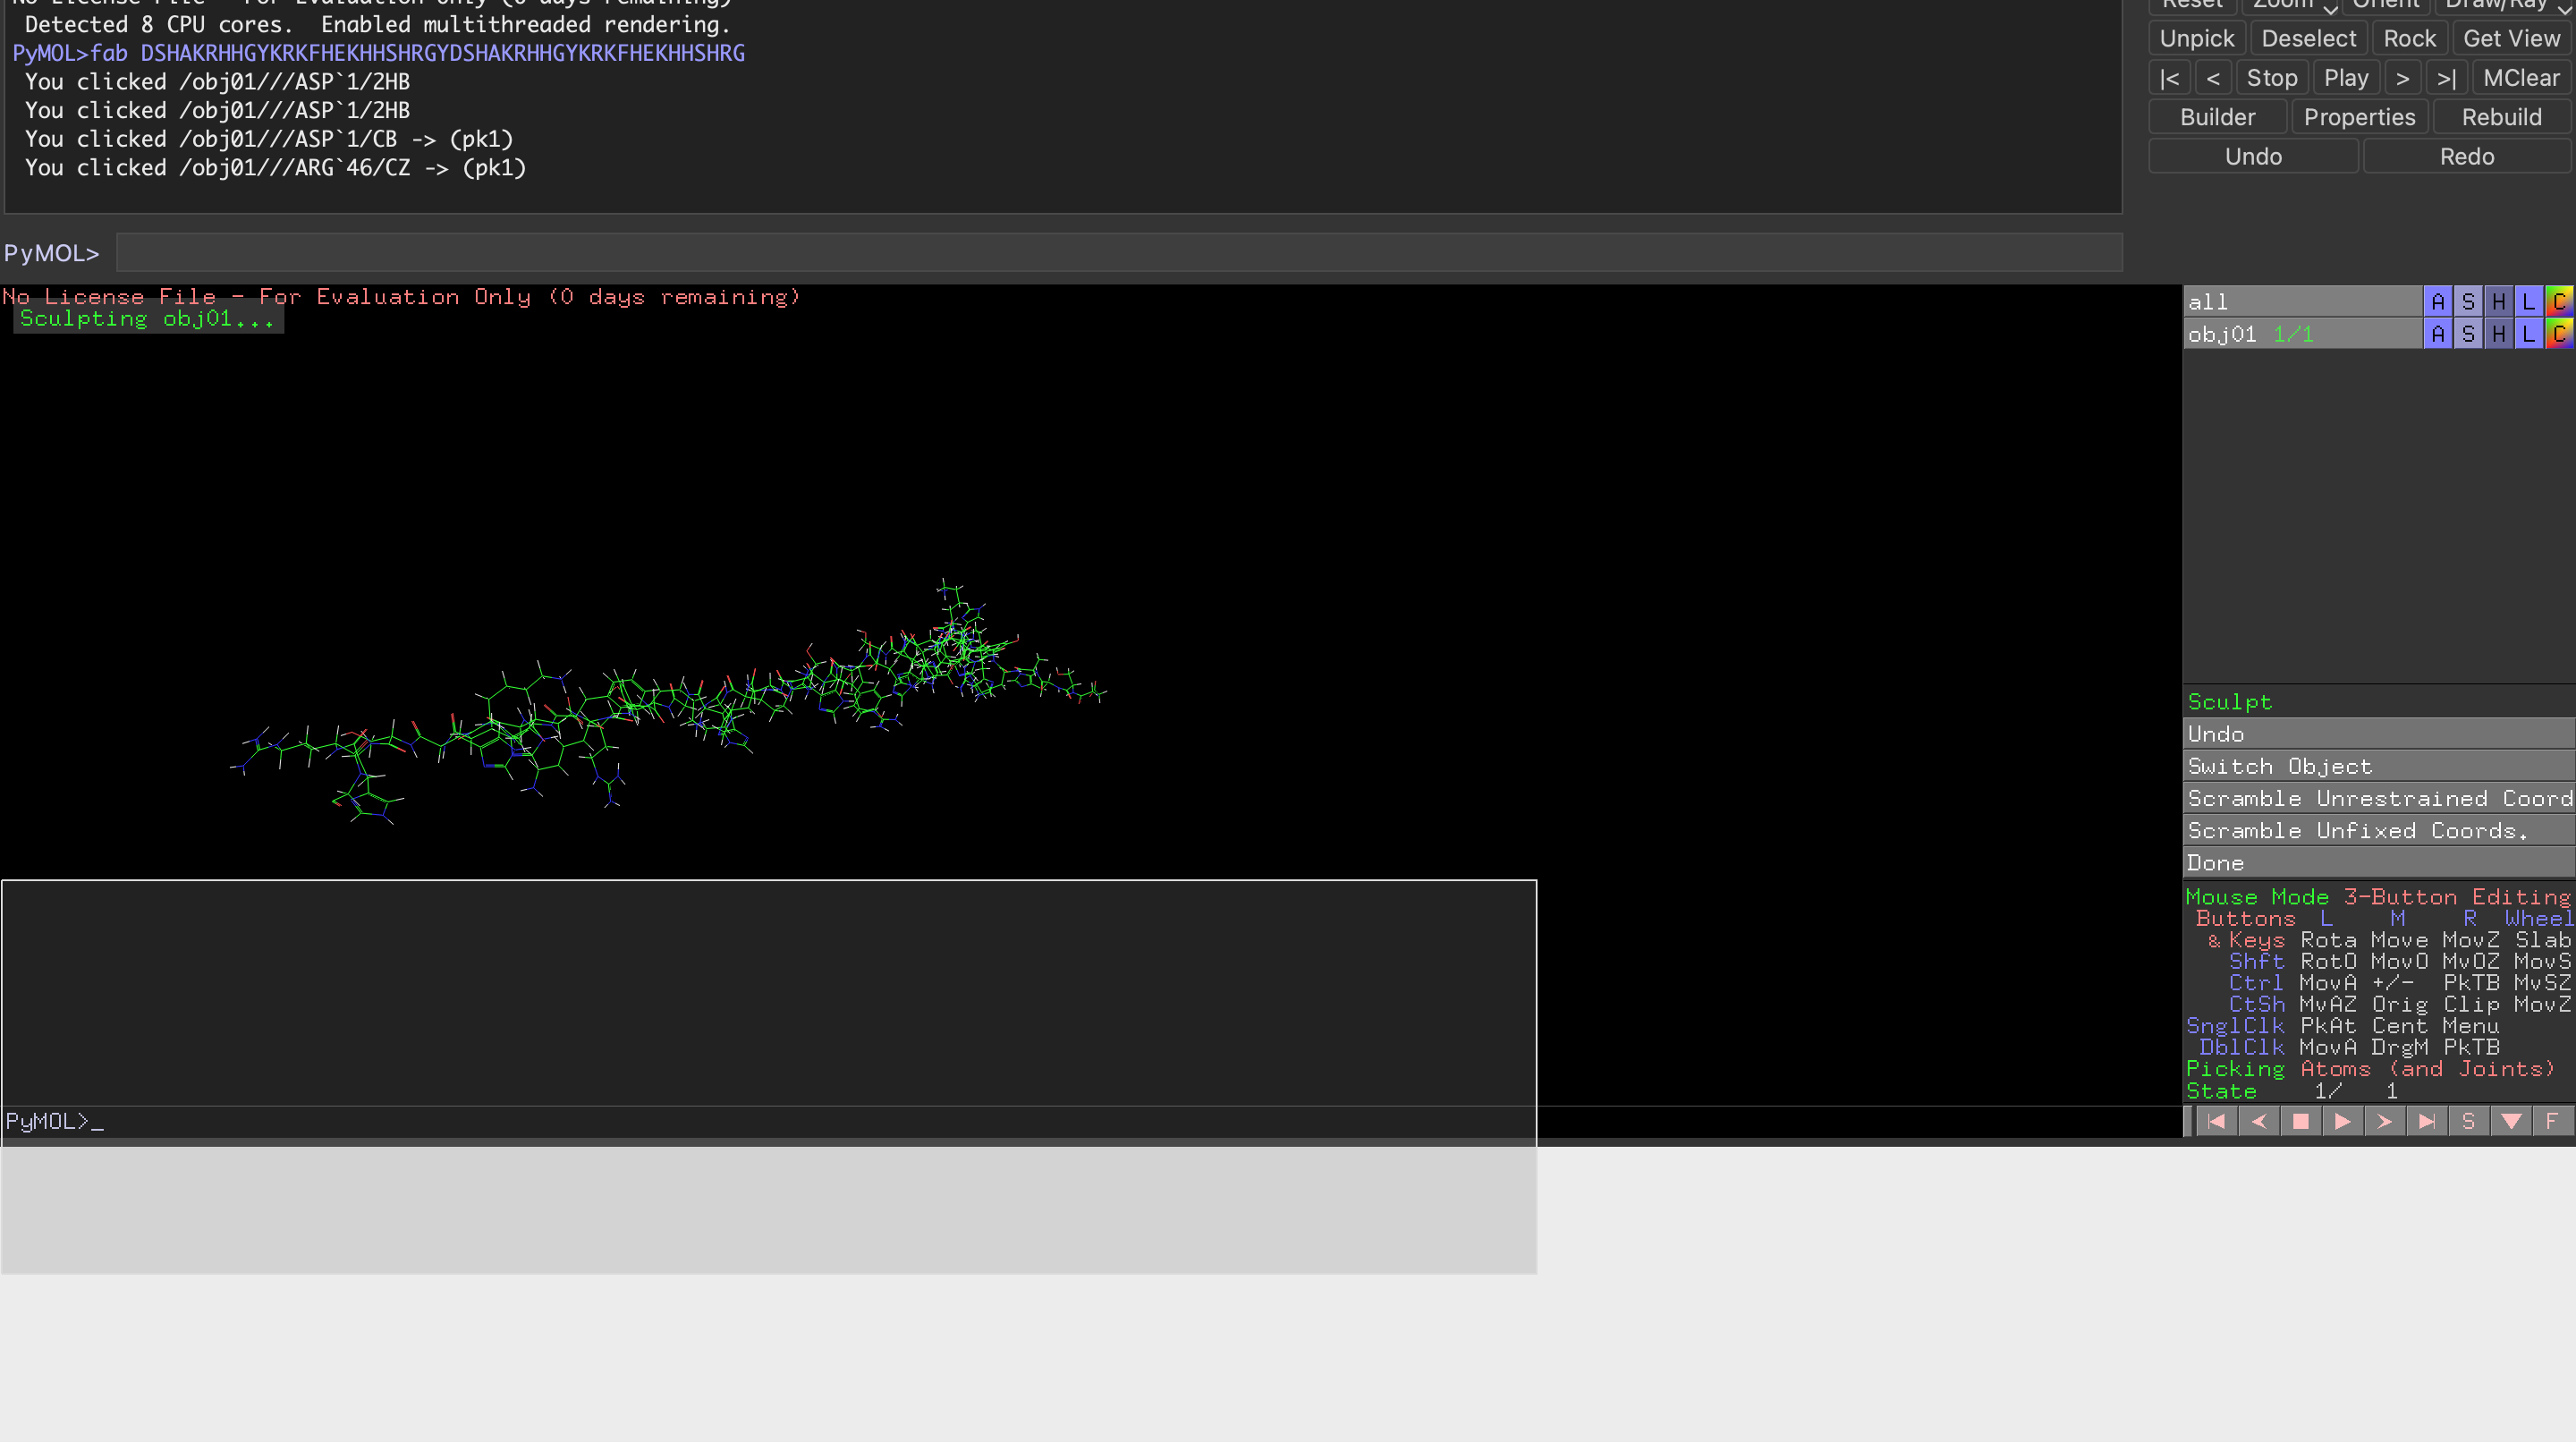 No License File - For Evaluation Only (0 days remaining)
Detected 8 CPU cores.  Enabled multithreaded rendering.
PyMOL>fab DSHAKRHHGYKRKFHEKHHSHRGYDSHAKRHHGYKRKFHEKHHSHRG
You clicked /obj01///ASP`1/2HB
You clicked /obj01///ASP`1/2HB
You clicked /obj01///ASP`1/CB -> (pk1)
You clicked /obj01///ARG`46/CZ -> (pk1)
Reset Zoom Orient Draw/Ray
Unpick Deselect Rock Get View
|< < Stop Play > >| MClear
Builder Properties Rebuild
Undo Redo
PyMOL>
No License File - For Evaluation Only (0 days remaining)
Sculpting obj01...
all A S H L C
obj01 1/1 A S H L C
Sculpt
Undo
Switch Object
Scramble Unrestrained Coord
Scramble Unfixed Coords.
Done
Mouse Mode 3-Button Editing
Buttons L M R Wheel
& Keys Rota Move MovZ Slab
Shft RotO MovO MvOZ MovS
Ctrl MovA +/- PkTB MvSZ
CtSh MvAZ Orig Clip MovZ
SnglClk PkAt Cent Menu
DblClk MovA DrgM PkTB
Picking Atoms (and Joints)
State 1/ 1
PyMOL>_
S F